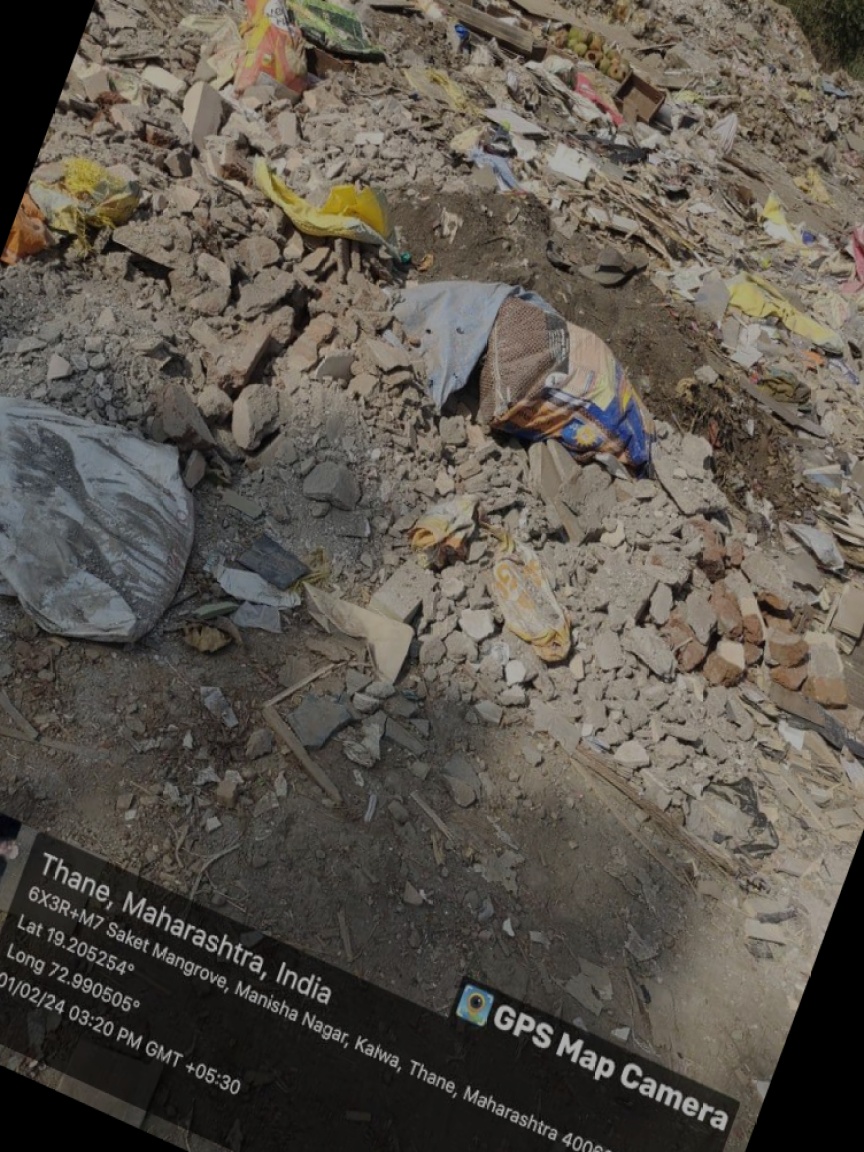 Thane, Maharashtra, India
6X3R+M7 Saket Mangrove, Manisha Nagar, Kalwa, Thane, Maharashtra
Lat 19.205254°
Long 72.990505°
01/02/24 03:20 PM GMT +05:30
GPS Map Camera